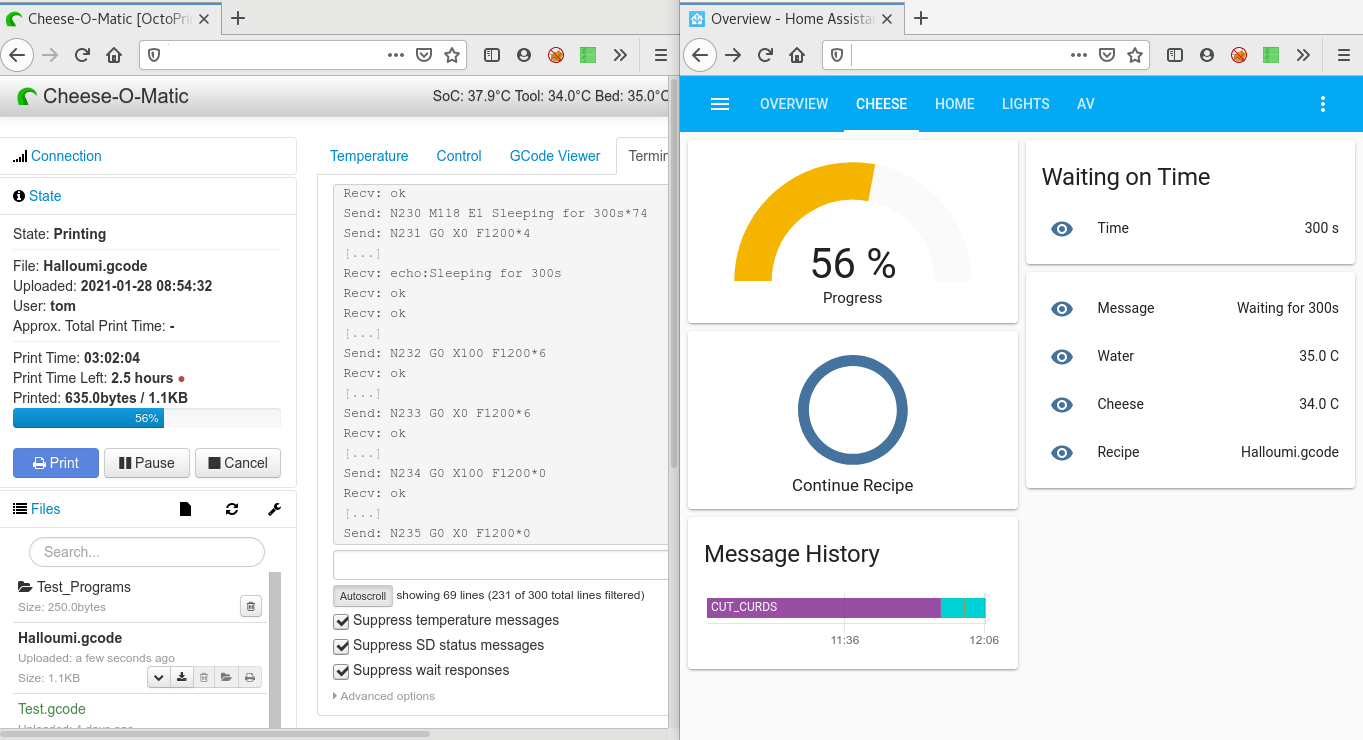 Cheese-O-Matic [OctoPri
Cheese-O-Matic
SoC: 37.9°C Tool: 34.0°C Bed: 35.0°C
Connection
State
State: Printing
File: Halloumi.gcode
Uploaded: 2021-01-28 08:54:32
User: tom
Approx. Total Print Time: -
Print Time: 03:02:04
Print Time Left: 2.5 hours
Printed: 635.0bytes / 1.1KB
56%
Print
Pause
Cancel
Files
Search...
Test_Programs
Size: 250.0bytes
Halloumi.gcode
Uploaded: a few seconds ago
Size: 1.1KB
Test.gcode
Uploaded: 4 days ago
Temperature
Control
GCode Viewer
Termin
Recv: ok
Send: N230 M118 E1 Sleeping for 300s*74
Send: N231 G0 X0 F1200*4
[...]
Recv: echo:Sleeping for 300s
Recv: ok
Recv: ok
[...]
Send: N232 G0 X100 F1200*6
Recv: ok
[...]
Send: N233 G0 X0 F1200*6
Recv: ok
[...]
Send: N234 G0 X100 F1200*0
Recv: ok
[...]
Send: N235 G0 X0 F1200*0
Autoscroll
showing 69 lines (231 of 300 total lines filtered)
Suppress temperature messages
Suppress SD status messages
Suppress wait responses
Advanced options
Overview - Home Assista
OVERVIEW
CHEESE
HOME
LIGHTS
AV
56 %
Progress
Continue Recipe
Message History
CUT_CURDS
11:36
12:06
Waiting on Time
Time
300 s
Message
Waiting for 300s
Water
35.0 C
Cheese
34.0 C
Recipe
Halloumi.gcode